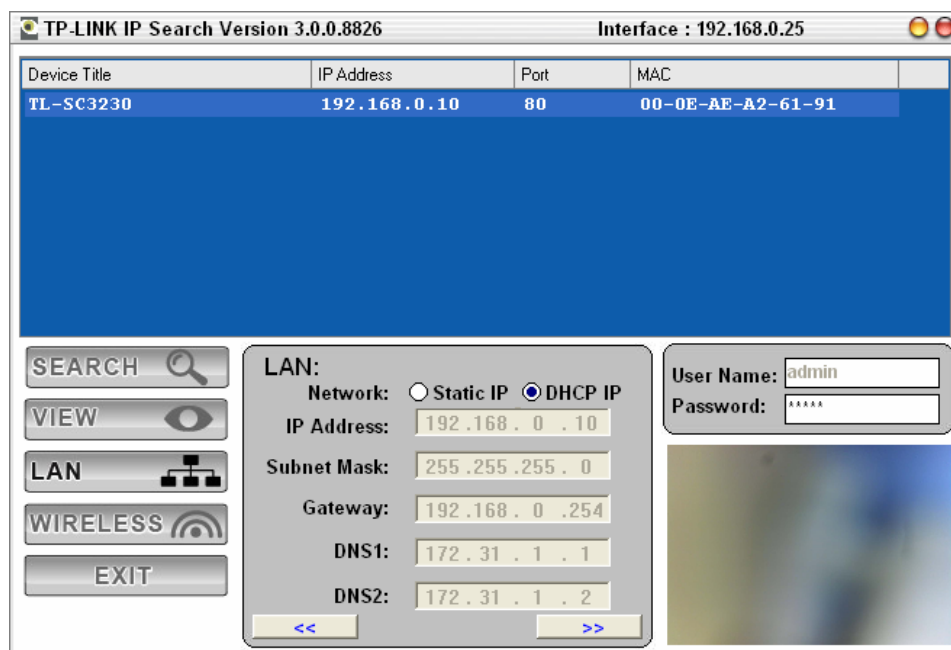 TP-LINK IP Search Version 3.0.0.8826 Interface : 192.168.0.25
Device Title IP Address Port MAC
TL-SC3230 192.168.0.10 80 00-0E-AE-A2-61-91
SEARCH
VIEW
LAN
WIRELESS
EXIT
LAN:
Network: Static IP DHCP IP
IP Address: 192.168. 0 .10
Subnet Mask: 255.255.255. 0
Gateway: 192.168. 0 .254
DNS1: 172.31 . 1 . 1
DNS2: 172.31 . 1 . 2
<< >>
User Name: admin
Password: *****